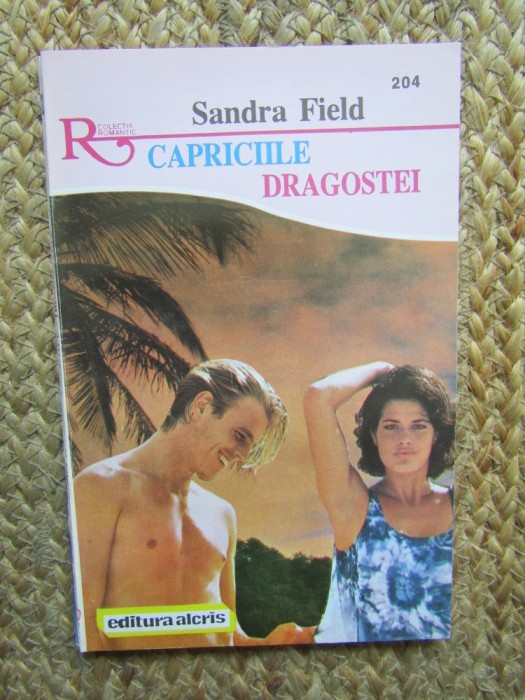 204
Sandra Field
R COLECȚIA
ROMANTIC
CAPRICIILE
DRAGOSTEI
editura alcris